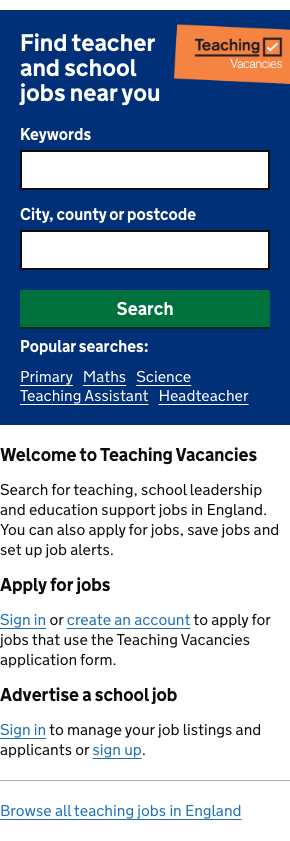 Find teacher
and school
jobs near you
Teaching
Vacancies
Keywords
City, county or postcode
Search
Popular searches:
Primary Maths Science
Teaching Assistant Headteacher
Welcome to Teaching Vacancies
Search for teaching, school leadership
and education support jobs in England.
You can also apply for jobs, save jobs and
set up job alerts.
Apply for jobs
Sign in or create an account to apply for
jobs that use the Teaching Vacancies
application form.
Advertise a school job
Sign in to manage your job listings and
applicants or sign up.
Browse all teaching jobs in England